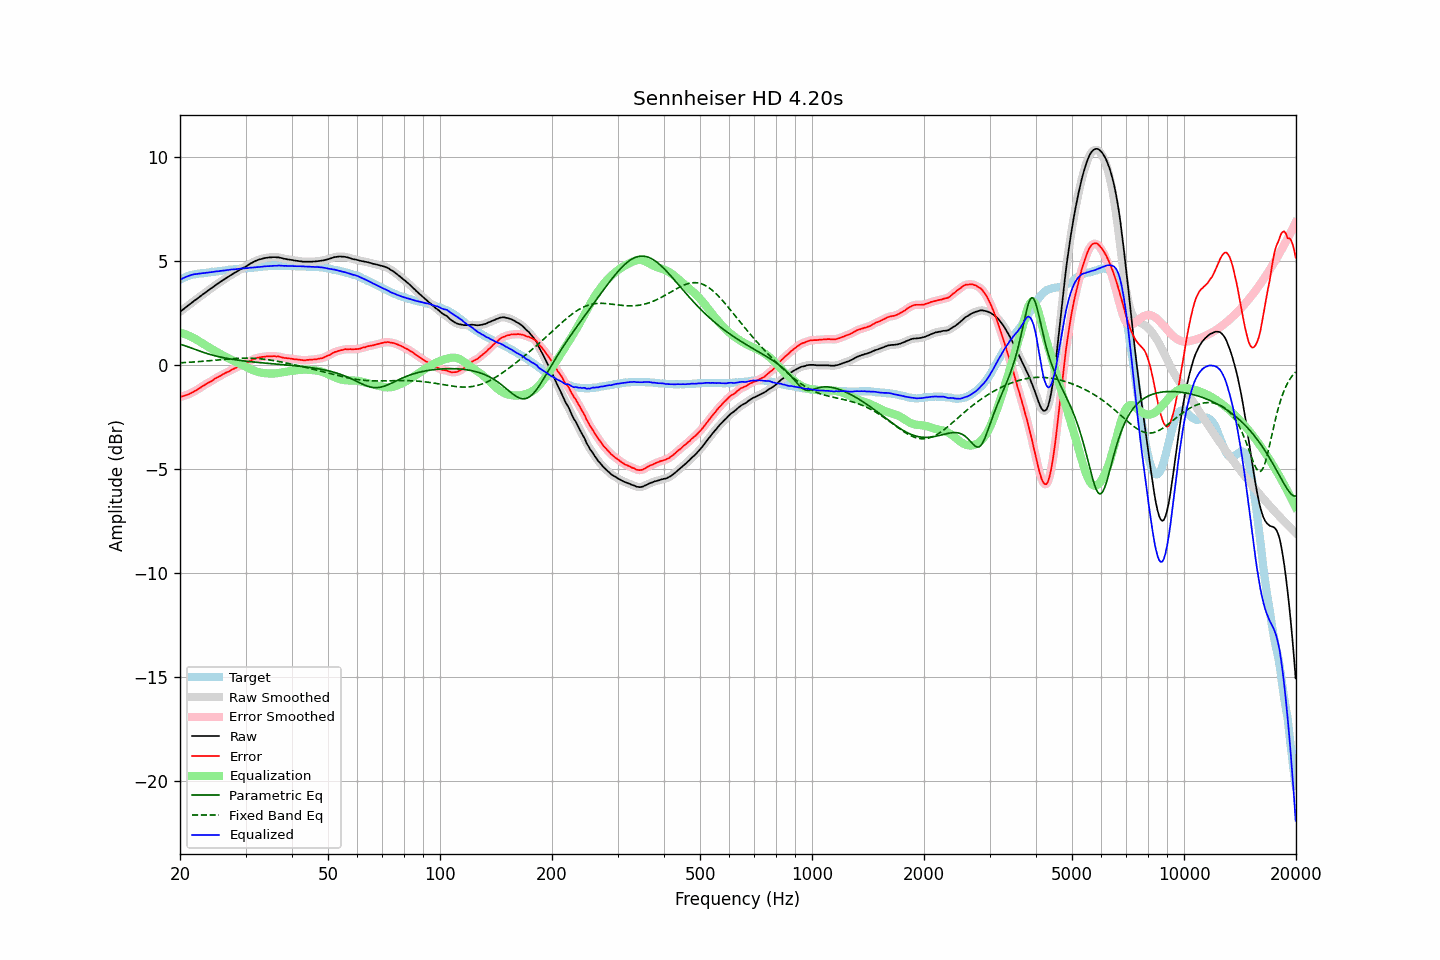 Sennheiser HD 4.20s
10
5
0
−5
−10
−15
−20
Amplitude (dBr)
Target
Raw Smoothed
Error Smoothed
Raw
Error
Equalization
Parametric Eq
Fixed Band Eq
Equalized
20 50 100 200 500 1000 2000 5000 10000 20000
Frequency (Hz)